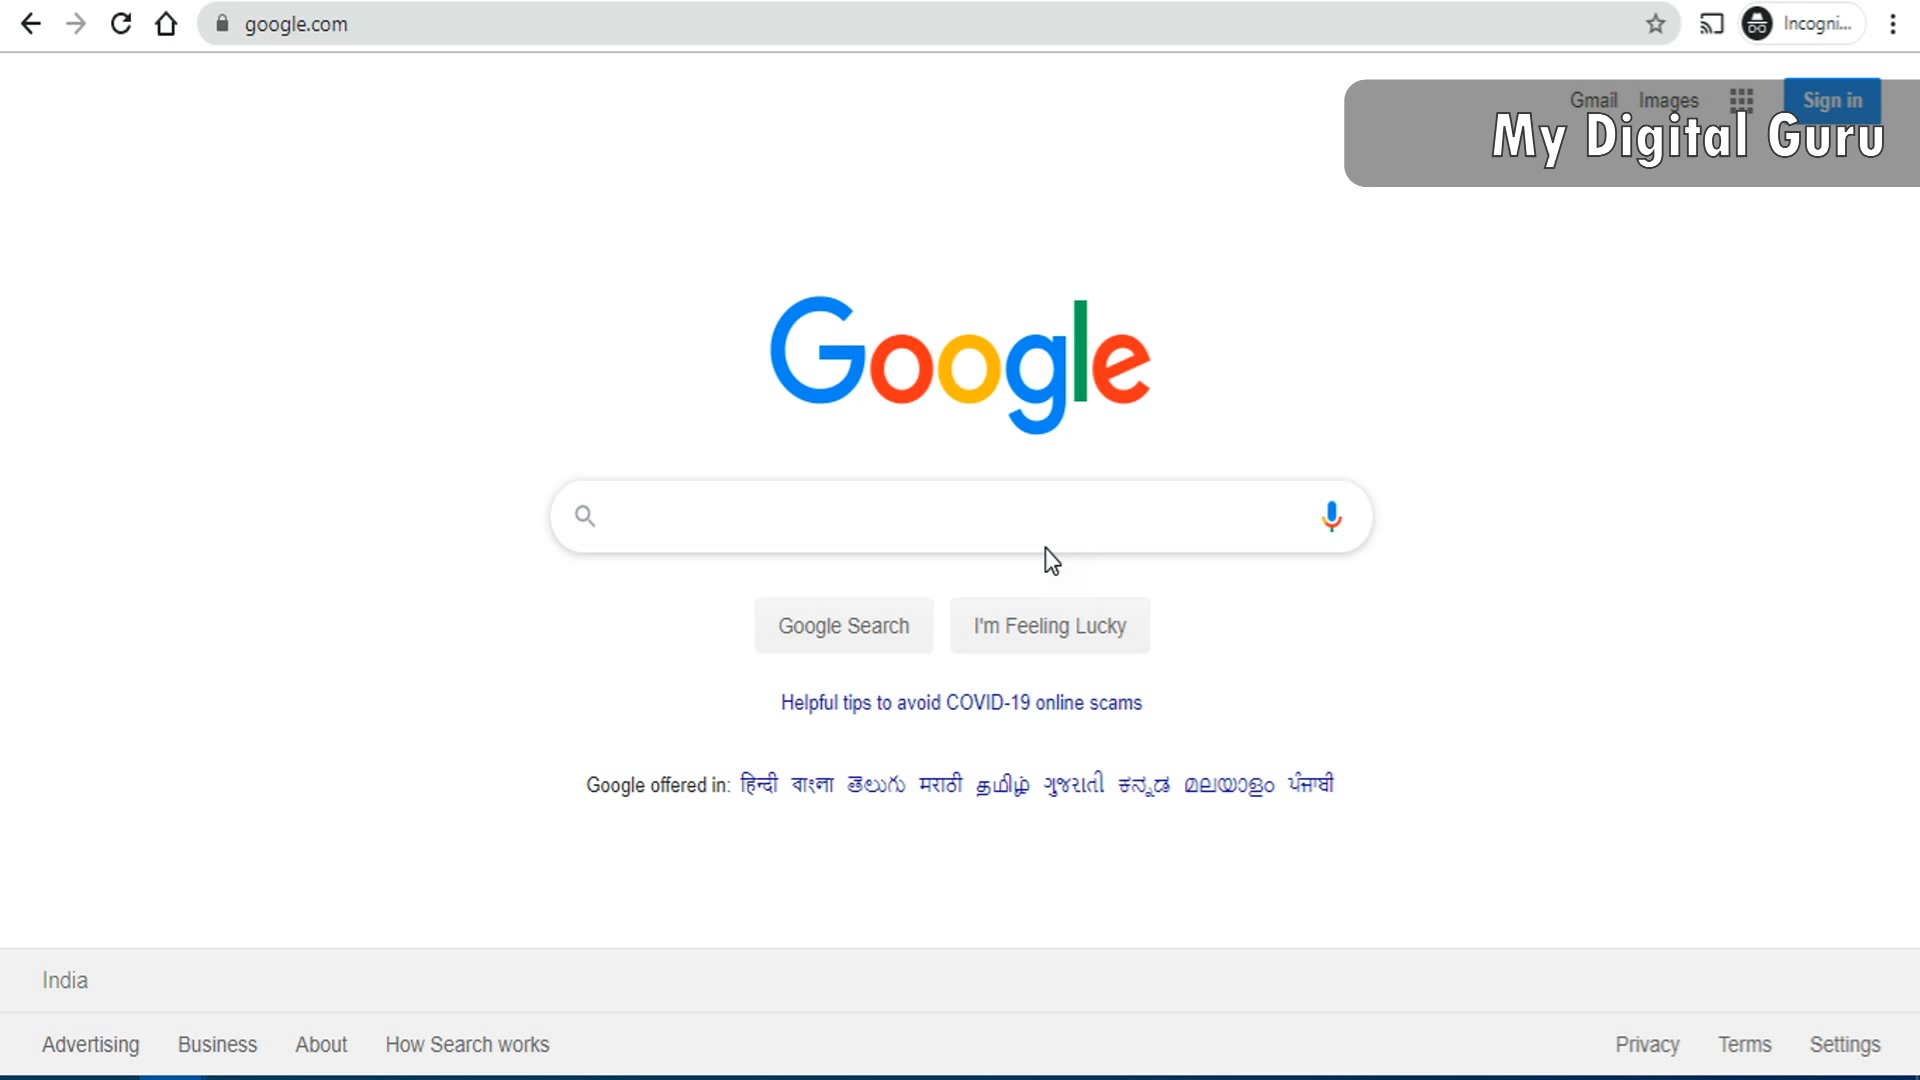 google.com
Incogni...
Gmail Images Sign in
My Digital Guru
Google
Google Search I'm Feeling Lucky
Helpful tips to avoid COVID-19 online scams
Google offered in: हिन्दी বাংলা తెలుగు मराठी தமிழ் ગુજરાતી ಕನ್ನಡ മലയാളം ਪੰਜਾਬੀ
India
Advertising Business About How Search works Privacy Terms Settings